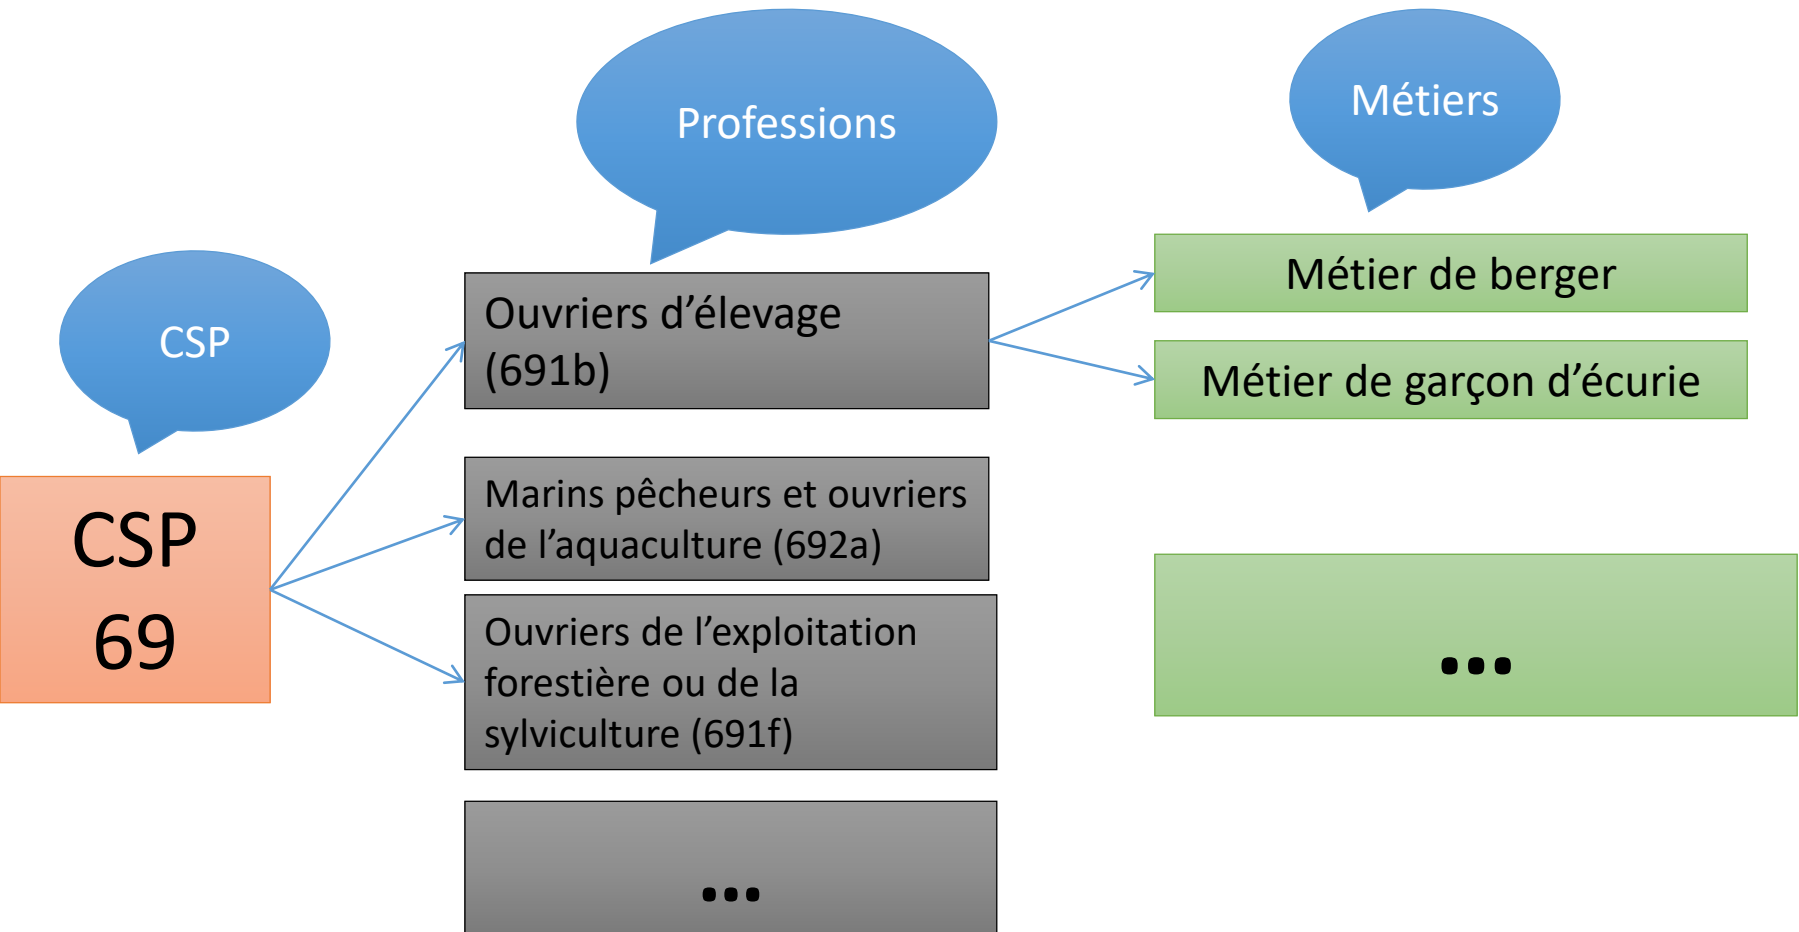 Professions
Métiers
CSP
CSP
69
Ouvriers d’élevage
(691b)
Marins pêcheurs et ouvriers
de l’aquaculture (692a)
Ouvriers de l’exploitation
forestière ou de la
sylviculture (691f)
...
Métier de berger
Métier de garçon d’écurie
...